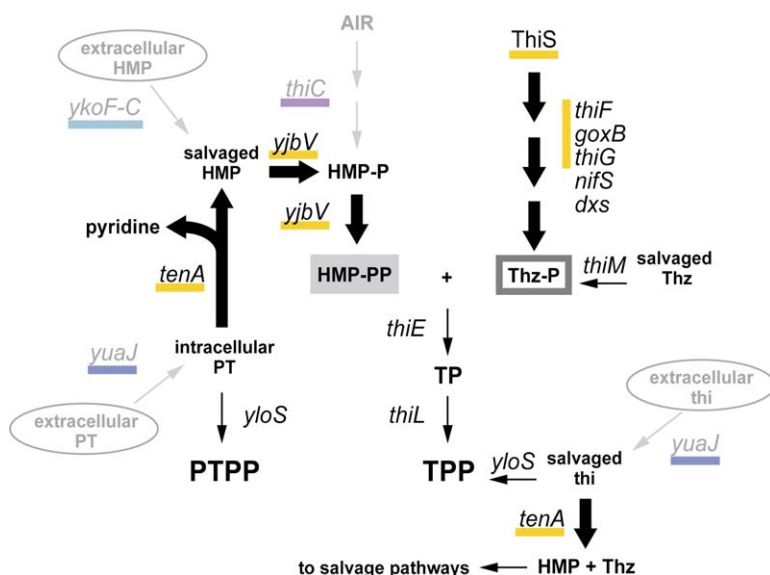 AIR
ThiS
extracellular
HMP
thiC
ykoF-C
thiF
goxB
thiG
nifS
dxs
yjbV
salvaged
HMP
HMP-P
pyridine
yjbV
tenA
HMP-PP
+
Thz-P
thiM
salvaged
Thz
thiE
yuaJ
intracellular
PT
TP
extracellular
thi
extracellular
PT
yloS
thiL
PTPP
TPP
yloS
salvaged
thi
yuaJ
tenA
to salvage pathways
HMP + Thz